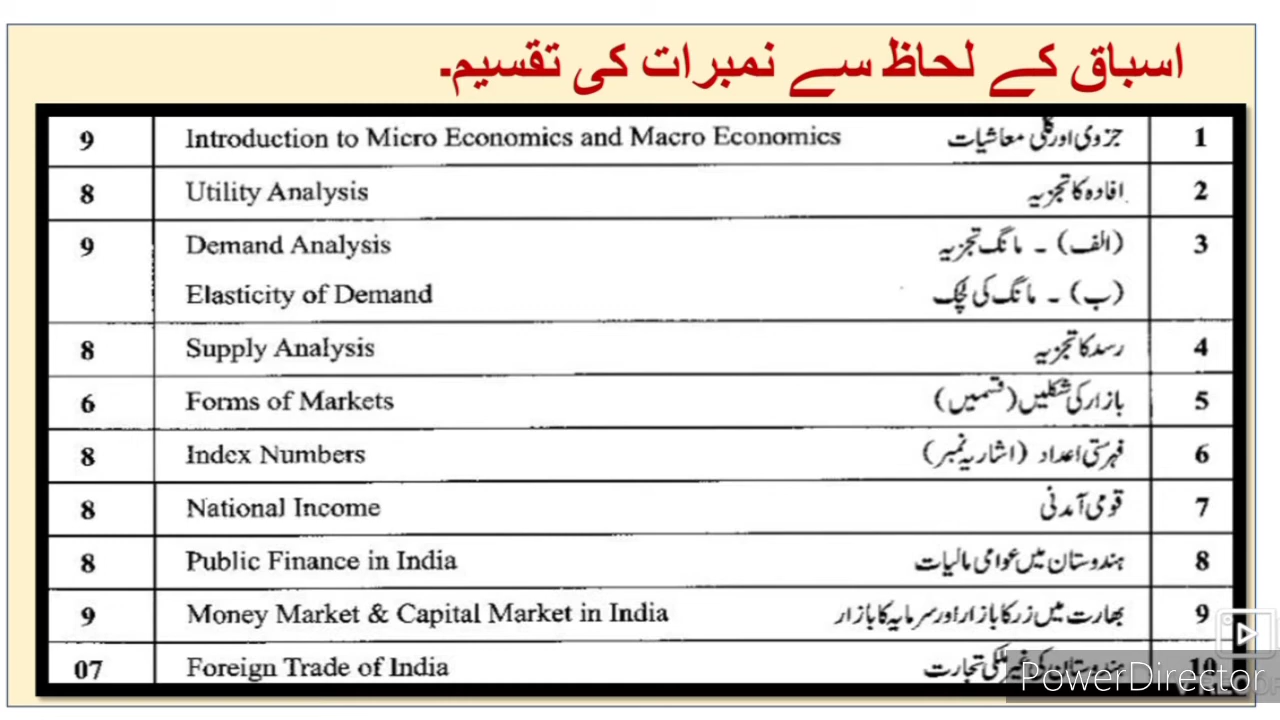 اسباق کے لحاظ سے نمبرات کی تقسیم۔
9 Introduction to Micro Economics and Macro Economics جزوی اور کلی معاشیات 1
8 Utility Analysis افادہ کا تجزیہ 2
9 Demand Analysis (الف) ۔ مانگ تجزیہ 3
Elasticity of Demand (ب) ۔ مانگ کی لچک
8 Supply Analysis رسد کا تجزیہ 4
6 Forms of Markets بازار کی شکلیں (قسمیں) 5
8 Index Numbers فہرستی اعداد (اشاریہ نمبر) 6
8 National Income قومی آمدنی 7
8 Public Finance in India ہندوستان میں عوامی مالیات 8
9 Money Market & Capital Market in India بھارت میں زر کا بازار اور سرمایہ کا بازار 9
07 Foreign Trade of India ہندوستان کی غیر ملکی تجارت 10
PowerDirector